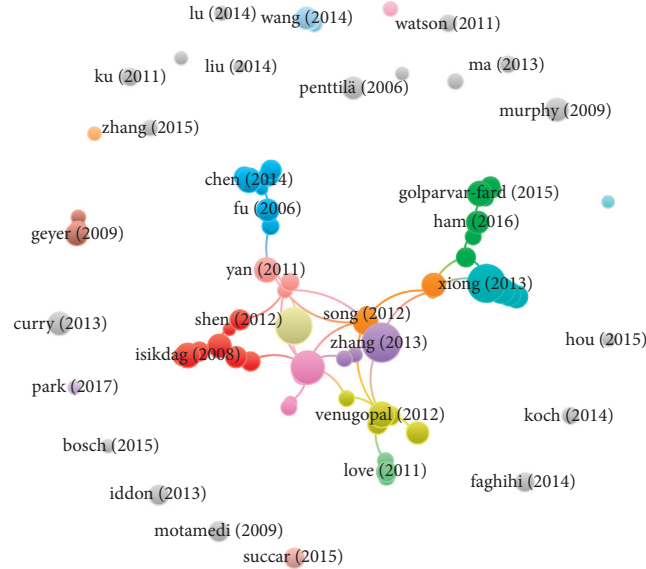 lu (2014)
wang (2014)
watson (2011)
ku (2011)
liu (2014)
penttilä (2006)
ma (2013)
murphy (2009)
zhang (2015)
chen (2014)
golparvar-fard (2015)
fu (2006)
ham (2016)
geyer (2009)
yan (2011)
xiong (2013)
curry (2013)
shen (2012)
song (2012)
zhang (2013)
hou (2015)
isikdag (2008)
park (2017)
venugopal (2012)
koch (2014)
bosch (2015)
love (2011)
iddon (2013)
faghihi (2014)
motamedi (2009)
succar (2015)